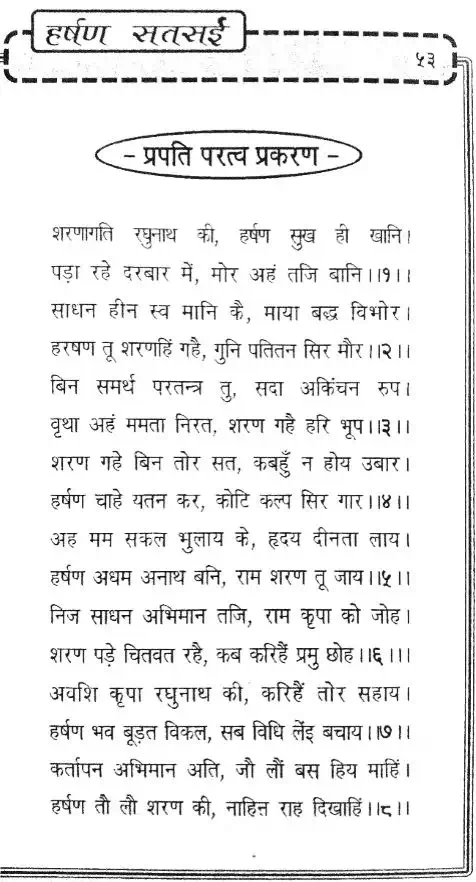 हर्षण सतसई
५३
- प्रपति परत्व प्रकरण -
शरणागति रघुनाथ की, हर्षण सुख ही खानि।
पड़ा रहे दरबार में, मोर अहं तजि बानि।।१।।
साधन हीन स्व मानि कै, माया बद्ध विभोर।
हरषण तू शरणहिं गहै, गुनि पतितन सिर मौर।।२।।
बिन समर्थ परतन्त्र तु, सदा अकिंचन रुप।
वृथा अहं ममता निरत, शरण गहै हरि भूप।।३।।
शरण गहे बिन तोर सत, कबहुँ न होय उबार।
हर्षण चाहे यतन कर, कोटि कल्प सिर गार।।४।।
अह मम सकल भुलाय के, हृदय दीनता लाय।
हर्षण अधम अनाथ बनि, राम शरण तू जाय।।५।।
निज साधन अभिमान तजि, राम कृपा को जोह।
शरण पड़े चितवत रहै, कब करिहैं प्रमु छोह।।६।।।
अवशि कृपा रघुनाथ की, करिहैं तोर सहाय।
हर्षण भव बूड़त विकल, सब विधि लेंइ बचाय।।७।।
कर्तापन अभिमान अति, जौ लौं बस हिय माहिं।
हर्षण तौ लौ शरण की, नाहिन राह दिखाहिं।।८।।